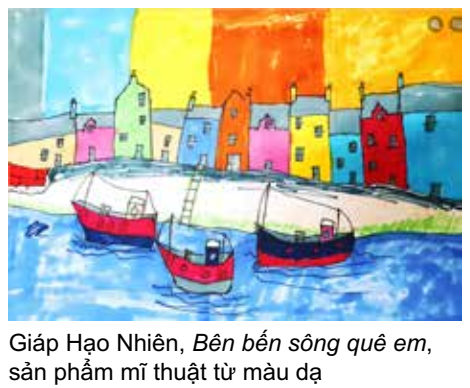 Giáp Hạo Nhiên, Bên bến sông quê em,
sản phẩm mĩ thuật từ màu dạ